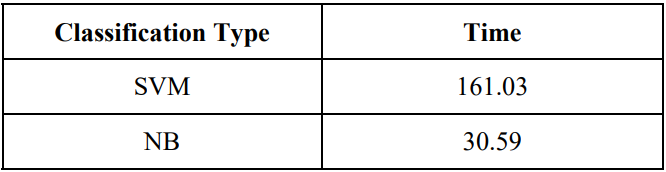 Classification Type Time
SVM 161.03
NB 30.59